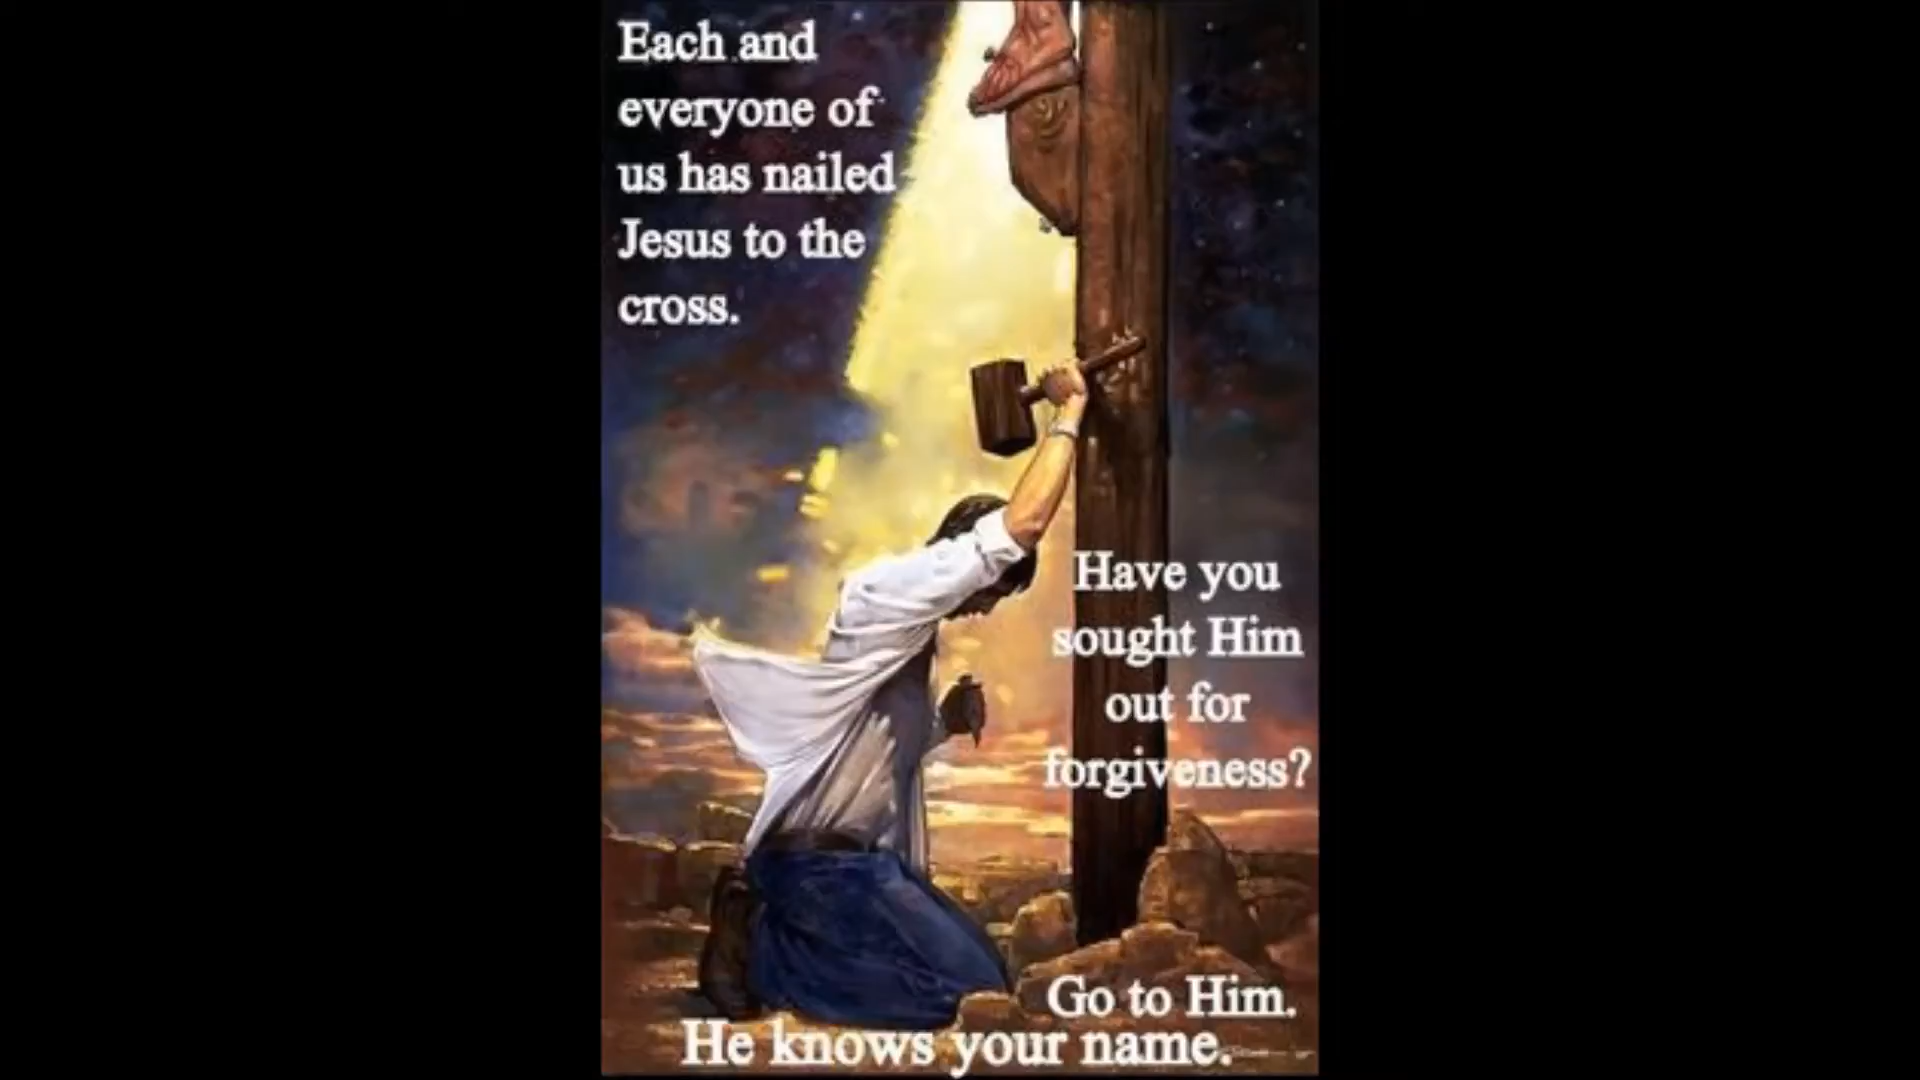 Each and
everyone of
us has nailed
Jesus to the
cross.
Have you
sought Him
out for
forgiveness?
Go to Him.
He knows your name.